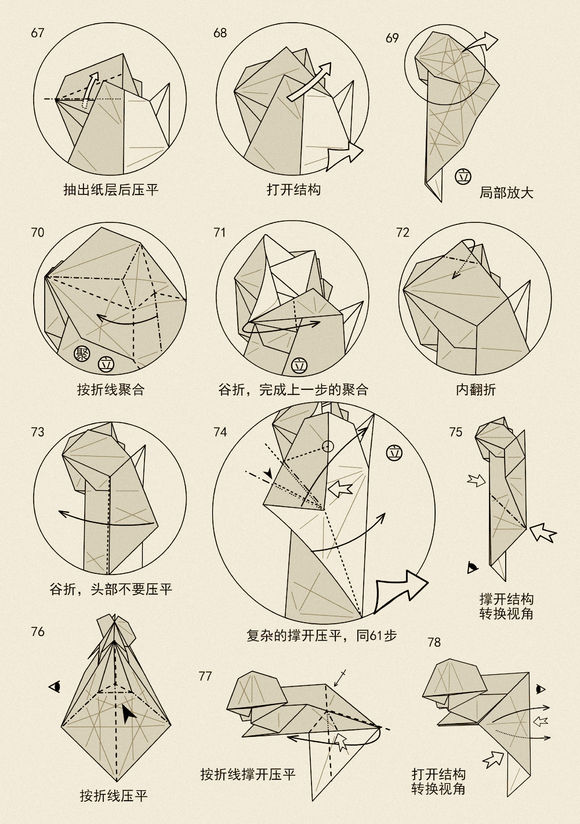 67
抽出纸层后压平
68
打开结构
69
立
局部放大
70
聚 立
按折线聚合
71
立
谷折，完成上一步的聚合
72
内翻折
73
谷折，头部不要压平
74
立
复杂的撑开压平，同61步
75
撑开结构
转换视角
76
按折线压平
77
按折线撑开压平
78
打开结构
转换视角